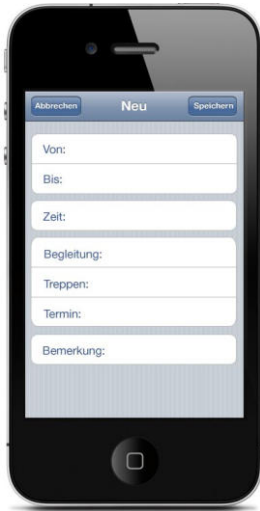 Abbrechen Neu Speichern
Von:
Bis:
Zeit:
Begleitung:
Treppen:
Termin:
Bemerkung: